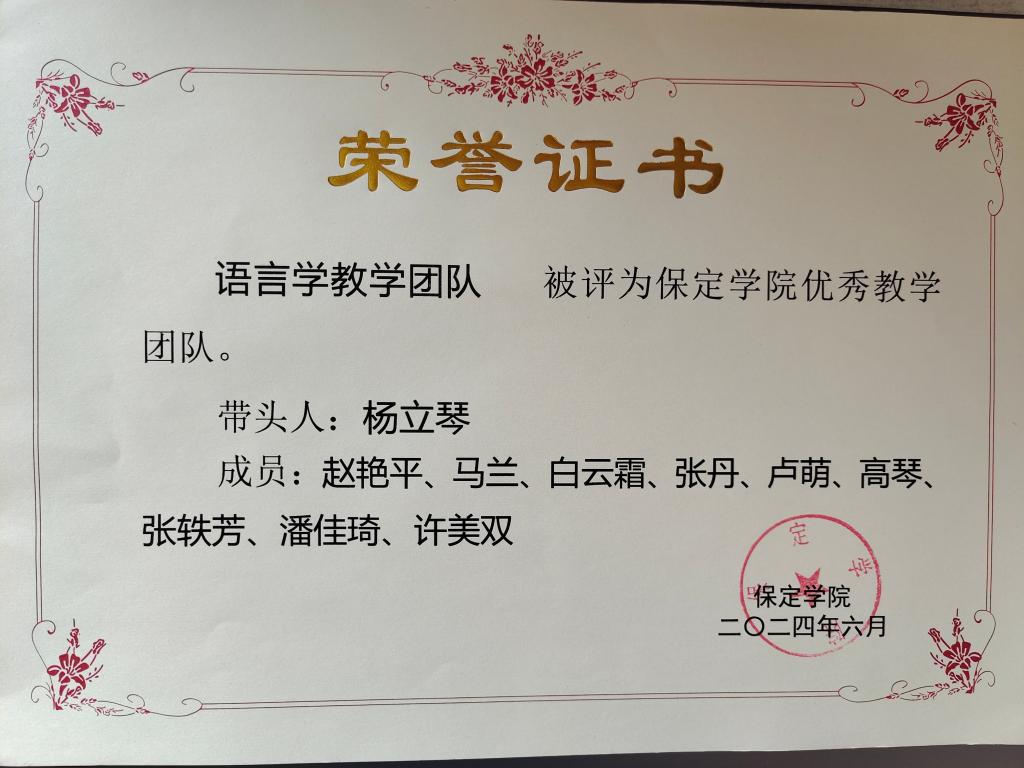 荣誉证书
语言学教学团队 被评为保定学院优秀教学
团队。
带头人：杨立琴
成员：赵艳平、马兰、白云霜、张丹、卢萌、高琴、
张轶芳、潘佳琦、许美双
保定学院
二〇二四年六月
定学院